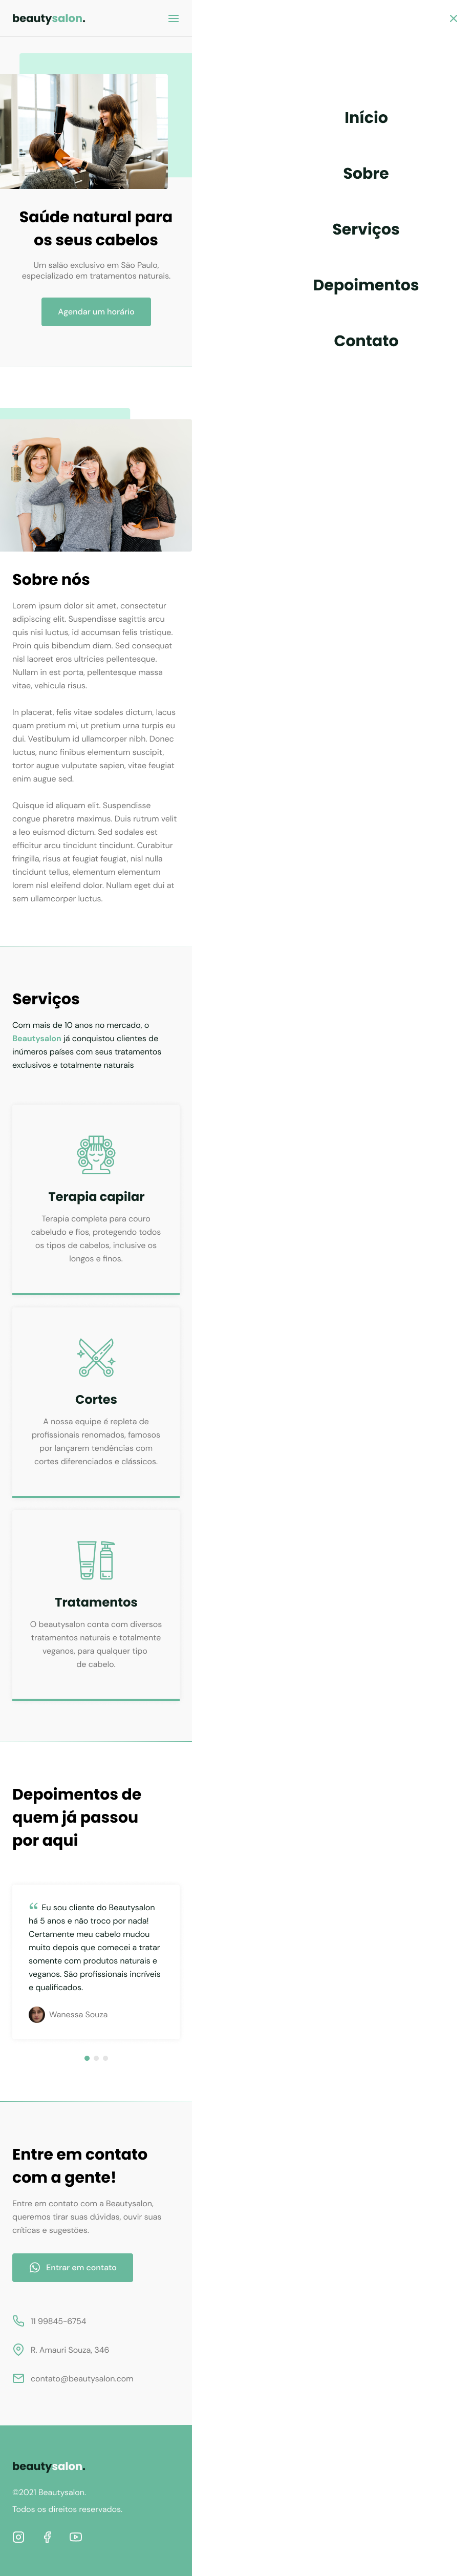 beautysalon.
Saúde natural para
os seus cabelos
Um salão exclusivo em São Paulo,
especializado em tratamentos naturais.
Agendar um horário
Sobre nós
Lorem ipsum dolor sit amet, consectetur
adipiscing elit. Suspendisse sagittis arcu
quis nisi luctus, id accumsan felis tristique.
Proin quis bibendum diam. Sed consequat
nisl laoreet eros ultricies pellentesque.
Nullam in est porta, pellentesque massa
vitae, vehicula risus.
In placerat, felis vitae sodales dictum, lacus
quam pretium mi, ut pretium urna turpis eu
dui. Vestibulum id ullamcorper nibh. Donec
luctus, nunc finibus elementum suscipit,
tortor augue vulputate sapien, vitae feugiat
enim augue sed.
Quisque id aliquam elit. Suspendisse
congue pharetra maximus. Duis rutrum velit
a leo euismod dictum. Sed sodales est
efficitur arcu tincidunt tincidunt. Curabitur
fringilla, risus at feugiat feugiat, nisl nulla
tincidunt tellus, elementum elementum
lorem nisl eleifend dolor. Nullam eget dui at
sem ullamcorper luctus.
Serviços
Com mais de 10 anos no mercado, o
Beautysalon já conquistou clientes de
inúmeros países com seus tratamentos
exclusivos e totalmente naturais
Terapia capilar
Terapia completa para couro
cabeludo e fios, protegendo todos
os tipos de cabelos, inclusive os
longos e finos.
Cortes
A nossa equipe é repleta de
profissionais renomados, famosos
por lançarem tendências com
cortes diferenciados e clássicos.
Tratamentos
O beautysalon conta com diversos
tratamentos naturais e totalmente
veganos, para qualquer tipo
de cabelo.
Depoimentos de
quem já passou
por aqui
“ Eu sou cliente do Beautysalon
há 5 anos e não troco por nada!
Certamente meu cabelo mudou
muito depois que comecei a tratar
somente com produtos naturais e
veganos. São profissionais incríveis
e qualificados.
Wanessa Souza
Entre em contato
com a gente!
Entre em contato com a Beautysalon,
queremos tirar suas dúvidas, ouvir suas
críticas e sugestões.
Entrar em contato
11 99845-6754
R. Amauri Souza, 346
contato@beautysalon.com
beautysalon.
©2021 Beautysalon.
Todos os direitos reservados.
Início
Sobre
Serviços
Depoimentos
Contato